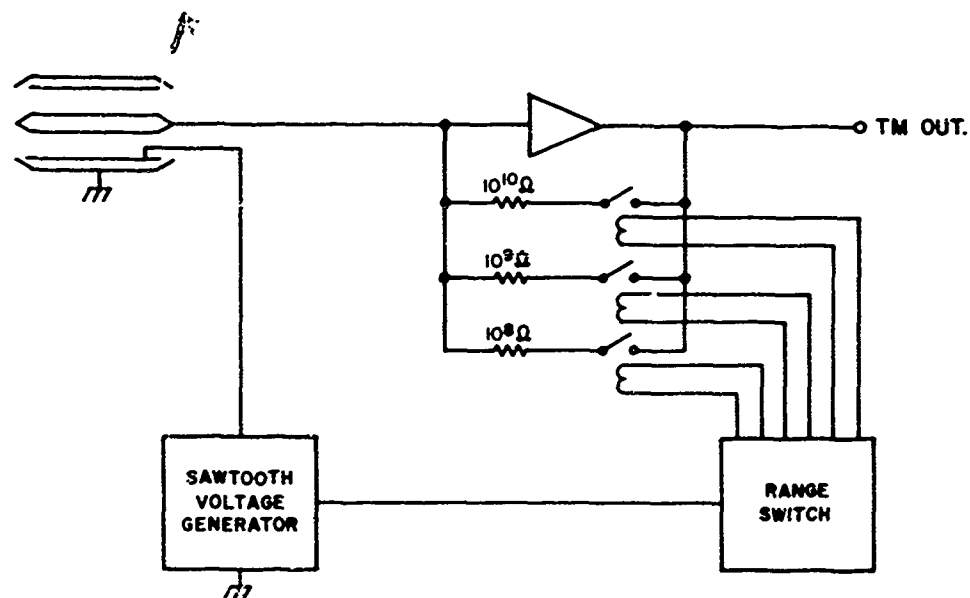 TM OUT.
10¹⁰Ω
10⁹Ω
10⁸Ω
SAWTOOTH
VOLTAGE
GENERATOR
RANGE
SWITCH